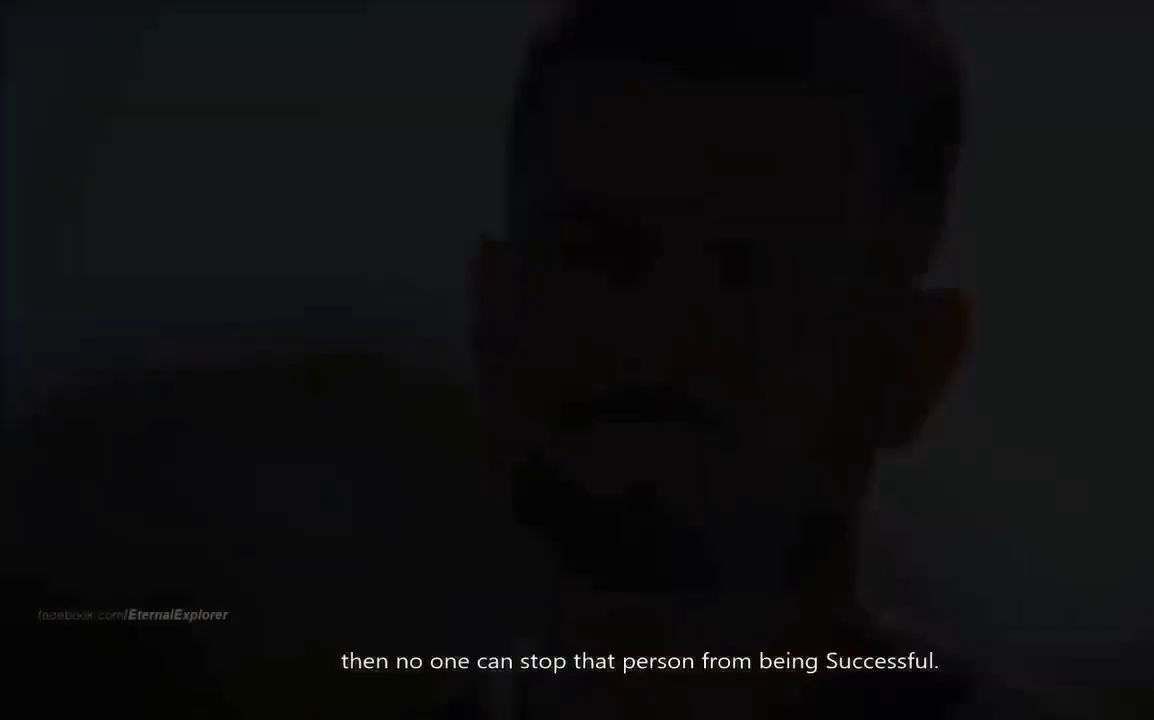 facebook.com/EternalExplorer
then no one can stop that person from being Successful.